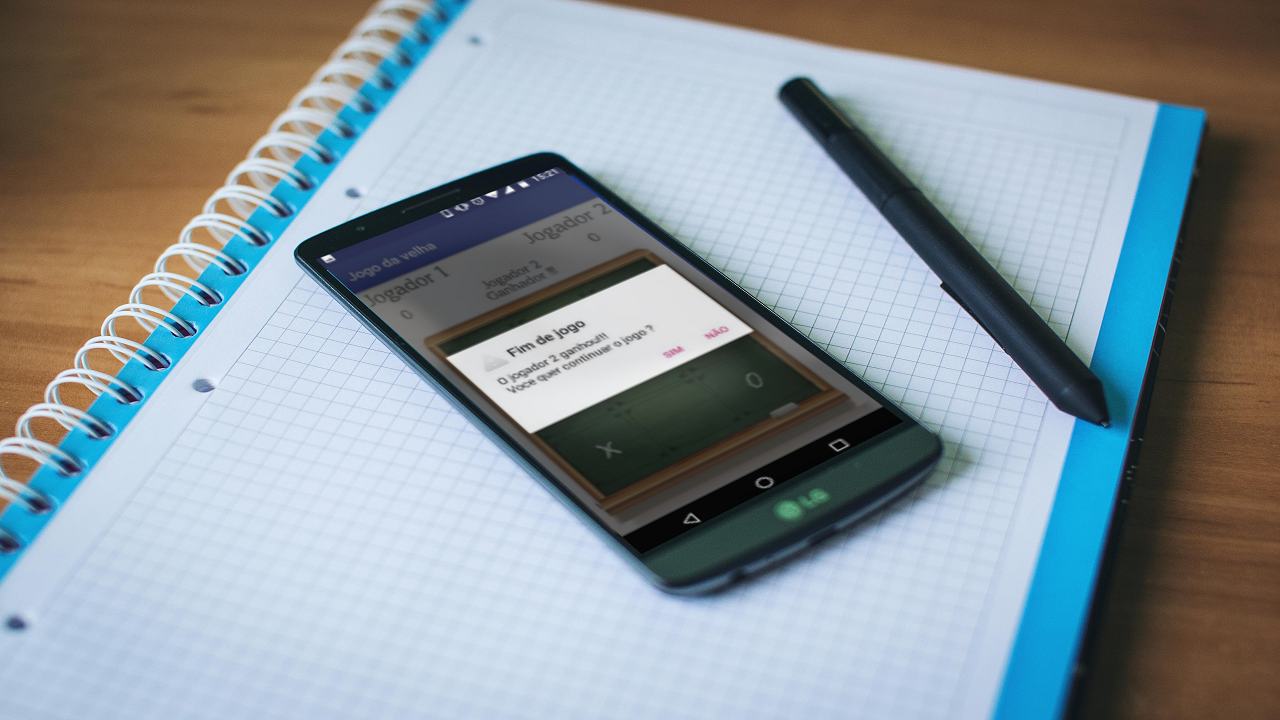 15:21
Jogo da velha
Jogador 1
Jogador 2
0
0
Jogador 2
Ganhador !!!
Fim de jogo
O jogador 2 ganhou!!!
Voce quer continuar o jogo ?
SIM
NÃO
X
O
LG